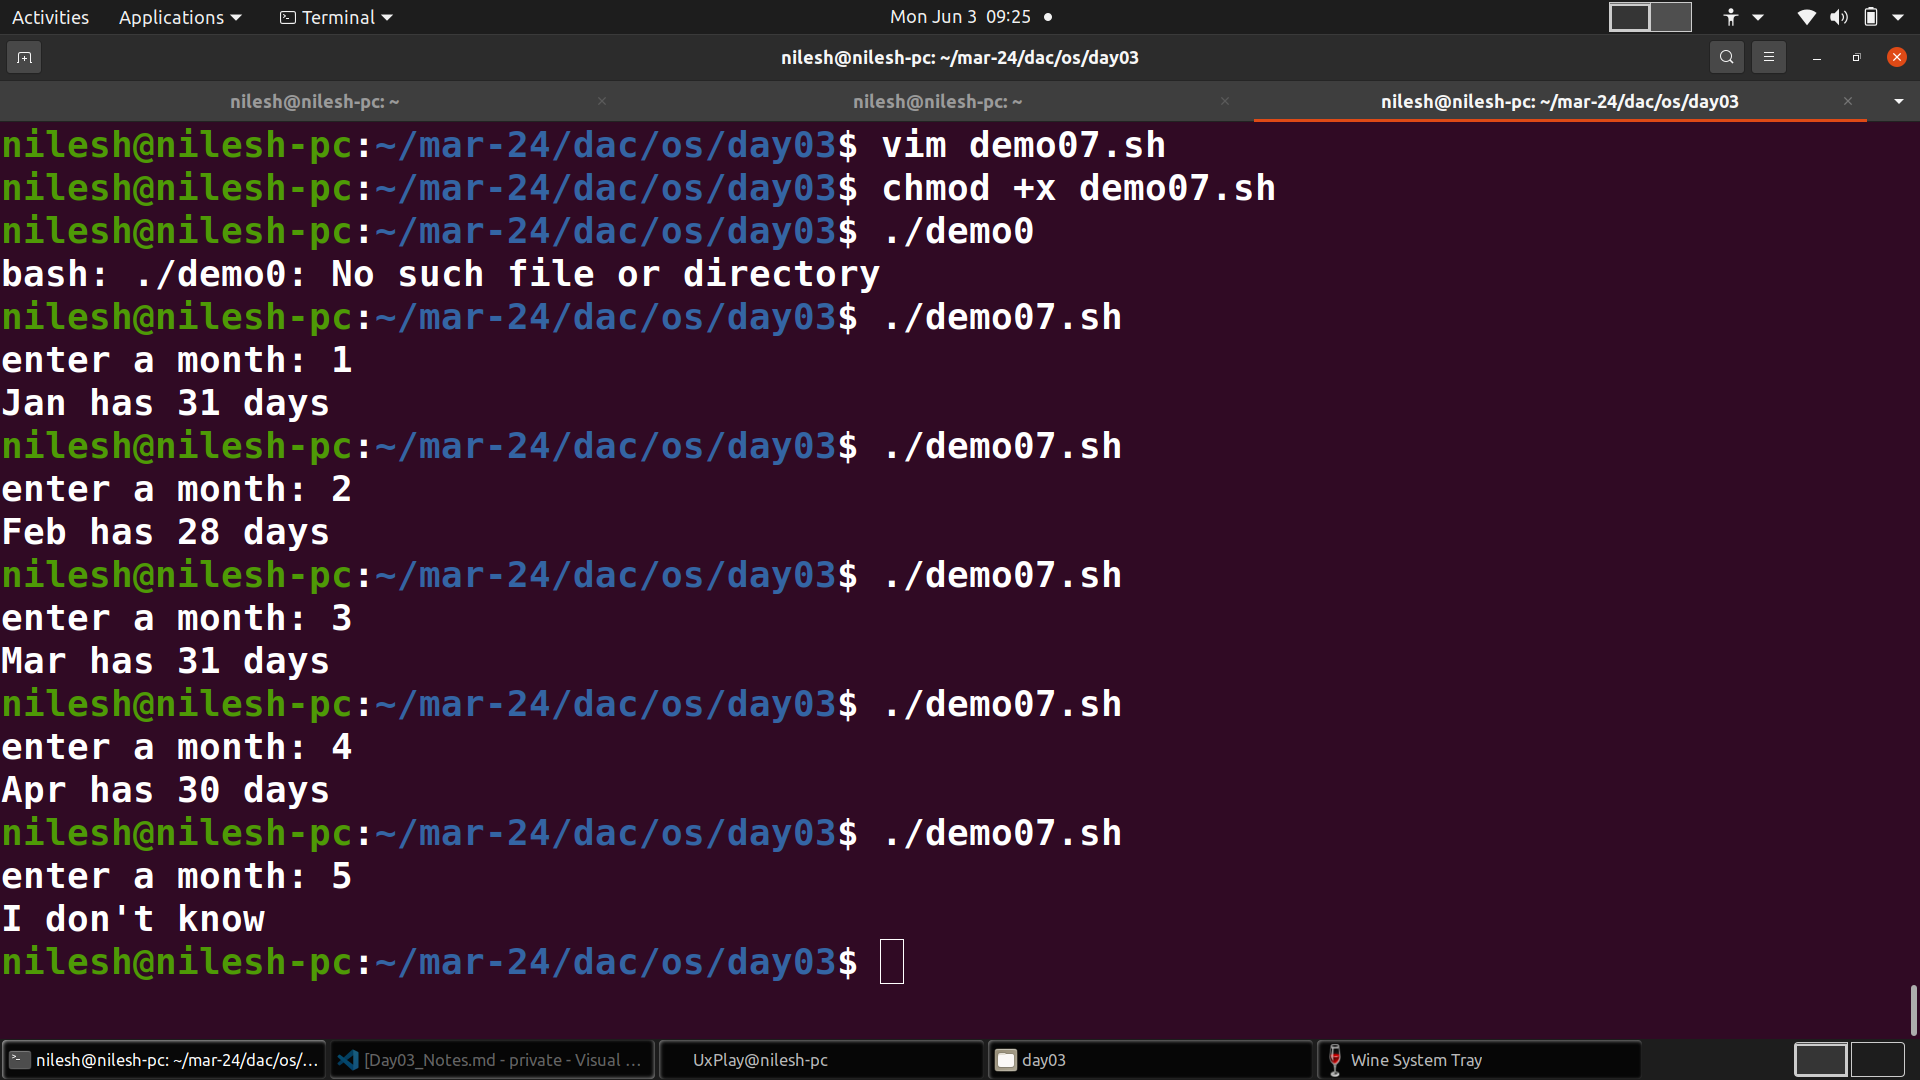 Activities Applications Terminal Mon Jun 3 09:25
nilesh@nilesh-pc: ~/mar-24/dac/os/day03
nilesh@nilesh-pc: ~ nilesh@nilesh-pc: ~ nilesh@nilesh-pc: ~/mar-24/dac/os/day03
nilesh@nilesh-pc:~/mar-24/dac/os/day03$ vim demo07.sh
nilesh@nilesh-pc:~/mar-24/dac/os/day03$ chmod +x demo07.sh
nilesh@nilesh-pc:~/mar-24/dac/os/day03$ ./demo0
bash: ./demo0: No such file or directory
nilesh@nilesh-pc:~/mar-24/dac/os/day03$ ./demo07.sh
enter a month: 1
Jan has 31 days
nilesh@nilesh-pc:~/mar-24/dac/os/day03$ ./demo07.sh
enter a month: 2
Feb has 28 days
nilesh@nilesh-pc:~/mar-24/dac/os/day03$ ./demo07.sh
enter a month: 3
Mar has 31 days
nilesh@nilesh-pc:~/mar-24/dac/os/day03$ ./demo07.sh
enter a month: 4
Apr has 30 days
nilesh@nilesh-pc:~/mar-24/dac/os/day03$ ./demo07.sh
enter a month: 5
I don't know
nilesh@nilesh-pc:~/mar-24/dac/os/day03$
nilesh@nilesh-pc: ~/mar-24/dac/os/... [Day03_Notes.md - private - Visual ... UxPlay@nilesh-pc day03 Wine System Tray